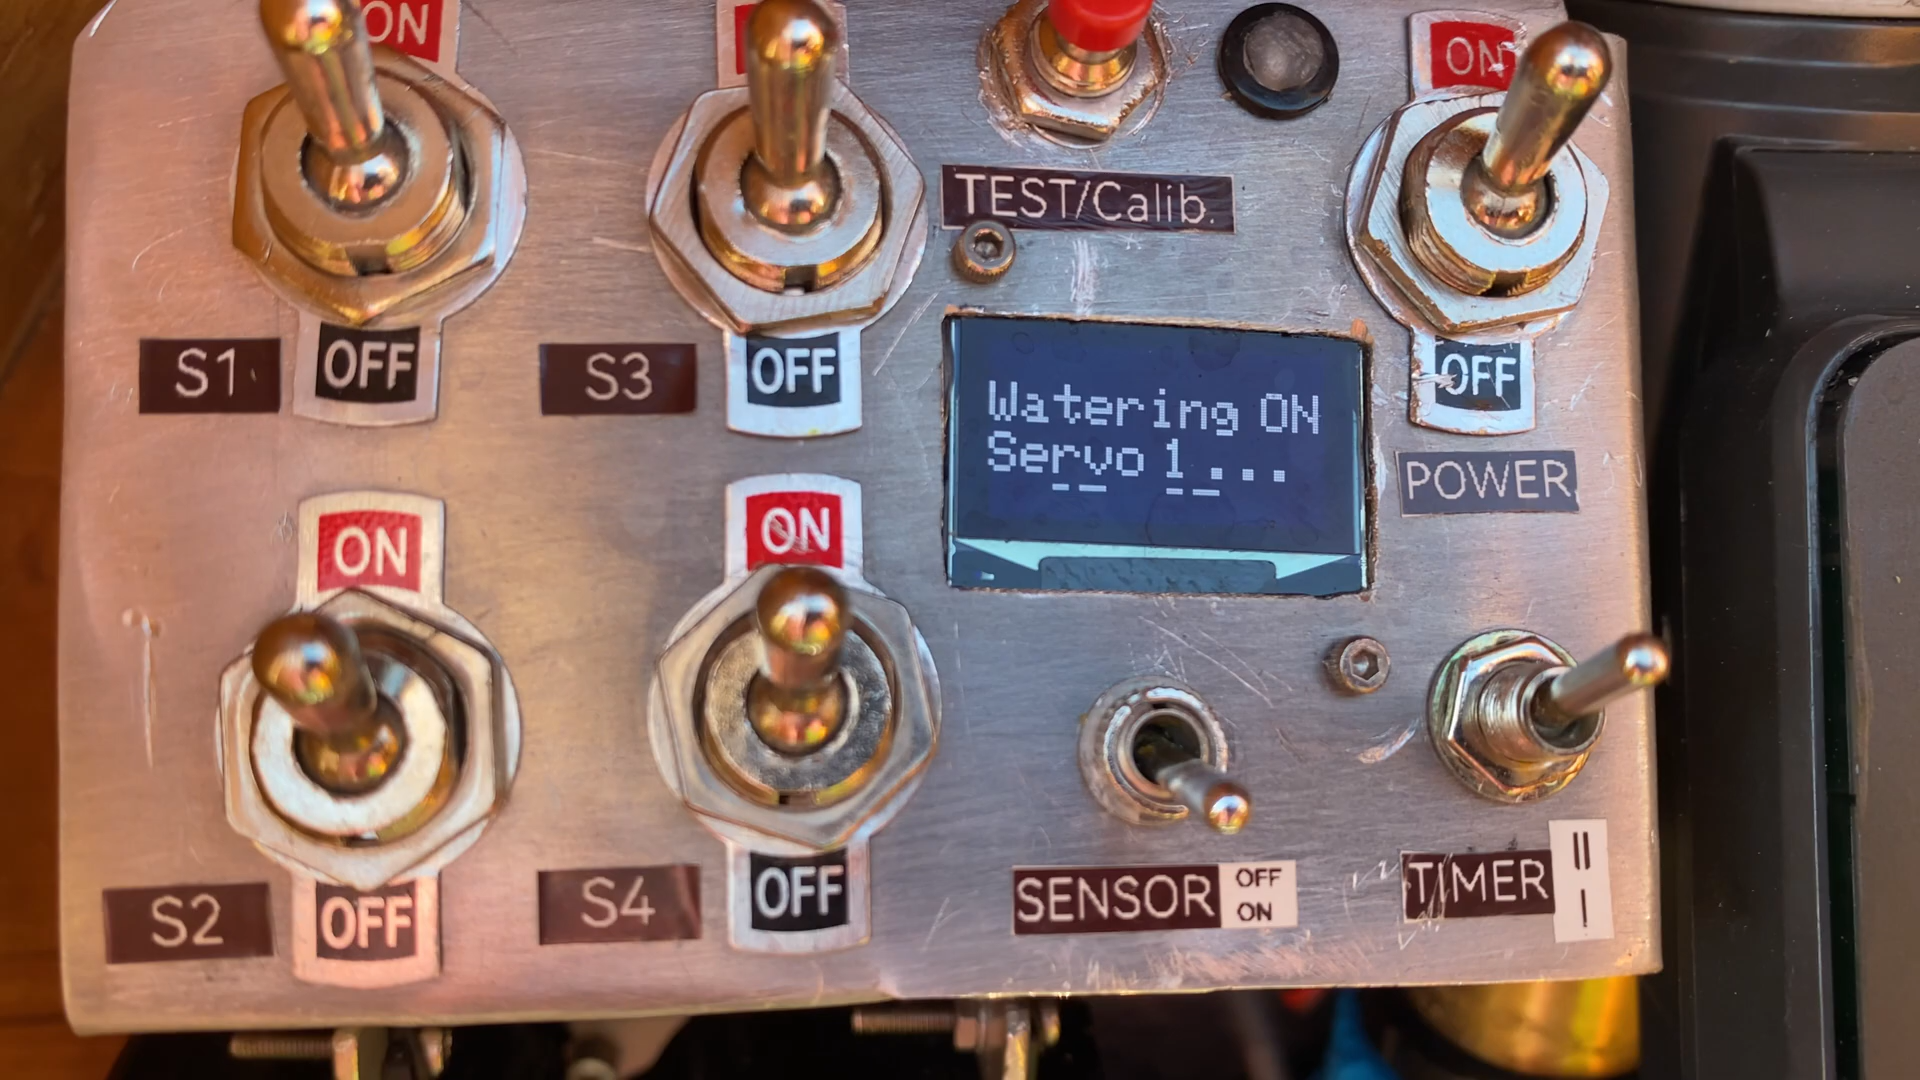 ON
ON
TEST/Calib.
S1
OFF
S3
OFF
OFF
Watering ON
Servo 1...
POWER
ON
ON
S2
OFF
S4
OFF
SENSOR
OFF
ON
TIMER
II
I